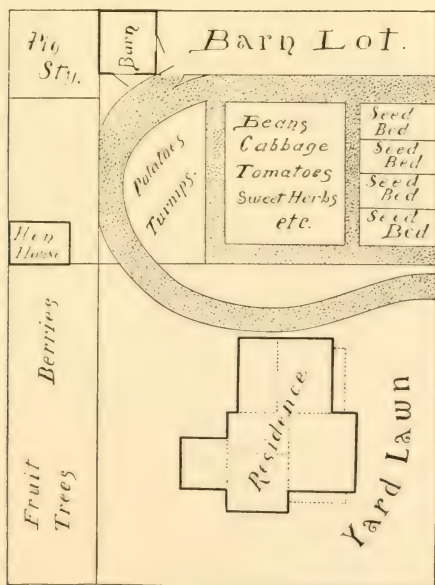 Pig
Sty.
Barn
Barn Lot.
Potatoes
Turnups.
Beans
Cabbage
Tomatoes
Sweet Herbs
etc.
Seed
Bed
Seed
Bed
Seed
Bed
Seed
Bed
Hen
House
Berries
Fruit
Trees
Residence.
Yard Lawn